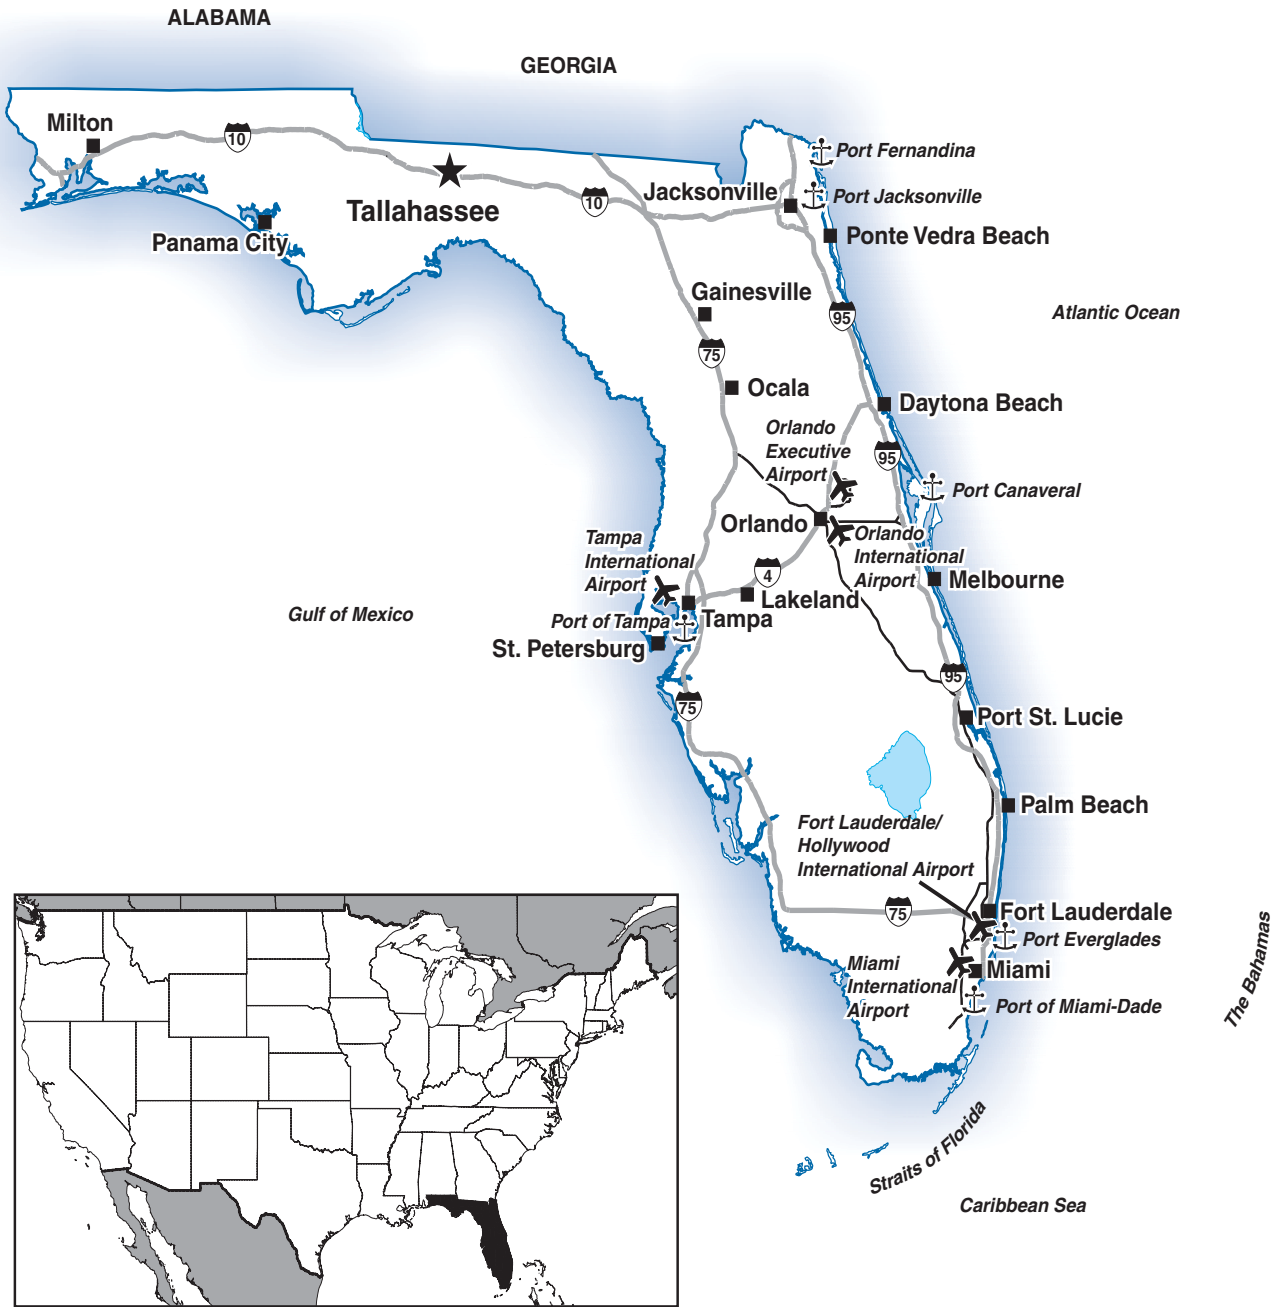 ALABAMA
GEORGIA
Milton
10
Port Fernandina
Jacksonville
Port Jacksonville
10
Tallahassee
Panama City
Ponte Vedra Beach
Gainesville
95
Atlantic Ocean
75
Ocala
Daytona Beach
Orlando
Executive
Airport
95
Port Canaveral
Orlando
Orlando
International
Airport
Tampa
International
Airport
4
Melbourne
Lakeland
Gulf of Mexico
Port of Tampa
Tampa
St. Petersburg
95
75
Port St. Lucie
Palm Beach
Fort Lauderdale/
Hollywood
International Airport
75
Fort Lauderdale
Port Everglades
Miami
International
Airport
Miami
Port of Miami-Dade
The Bahamas
Straits of Florida
Caribbean Sea